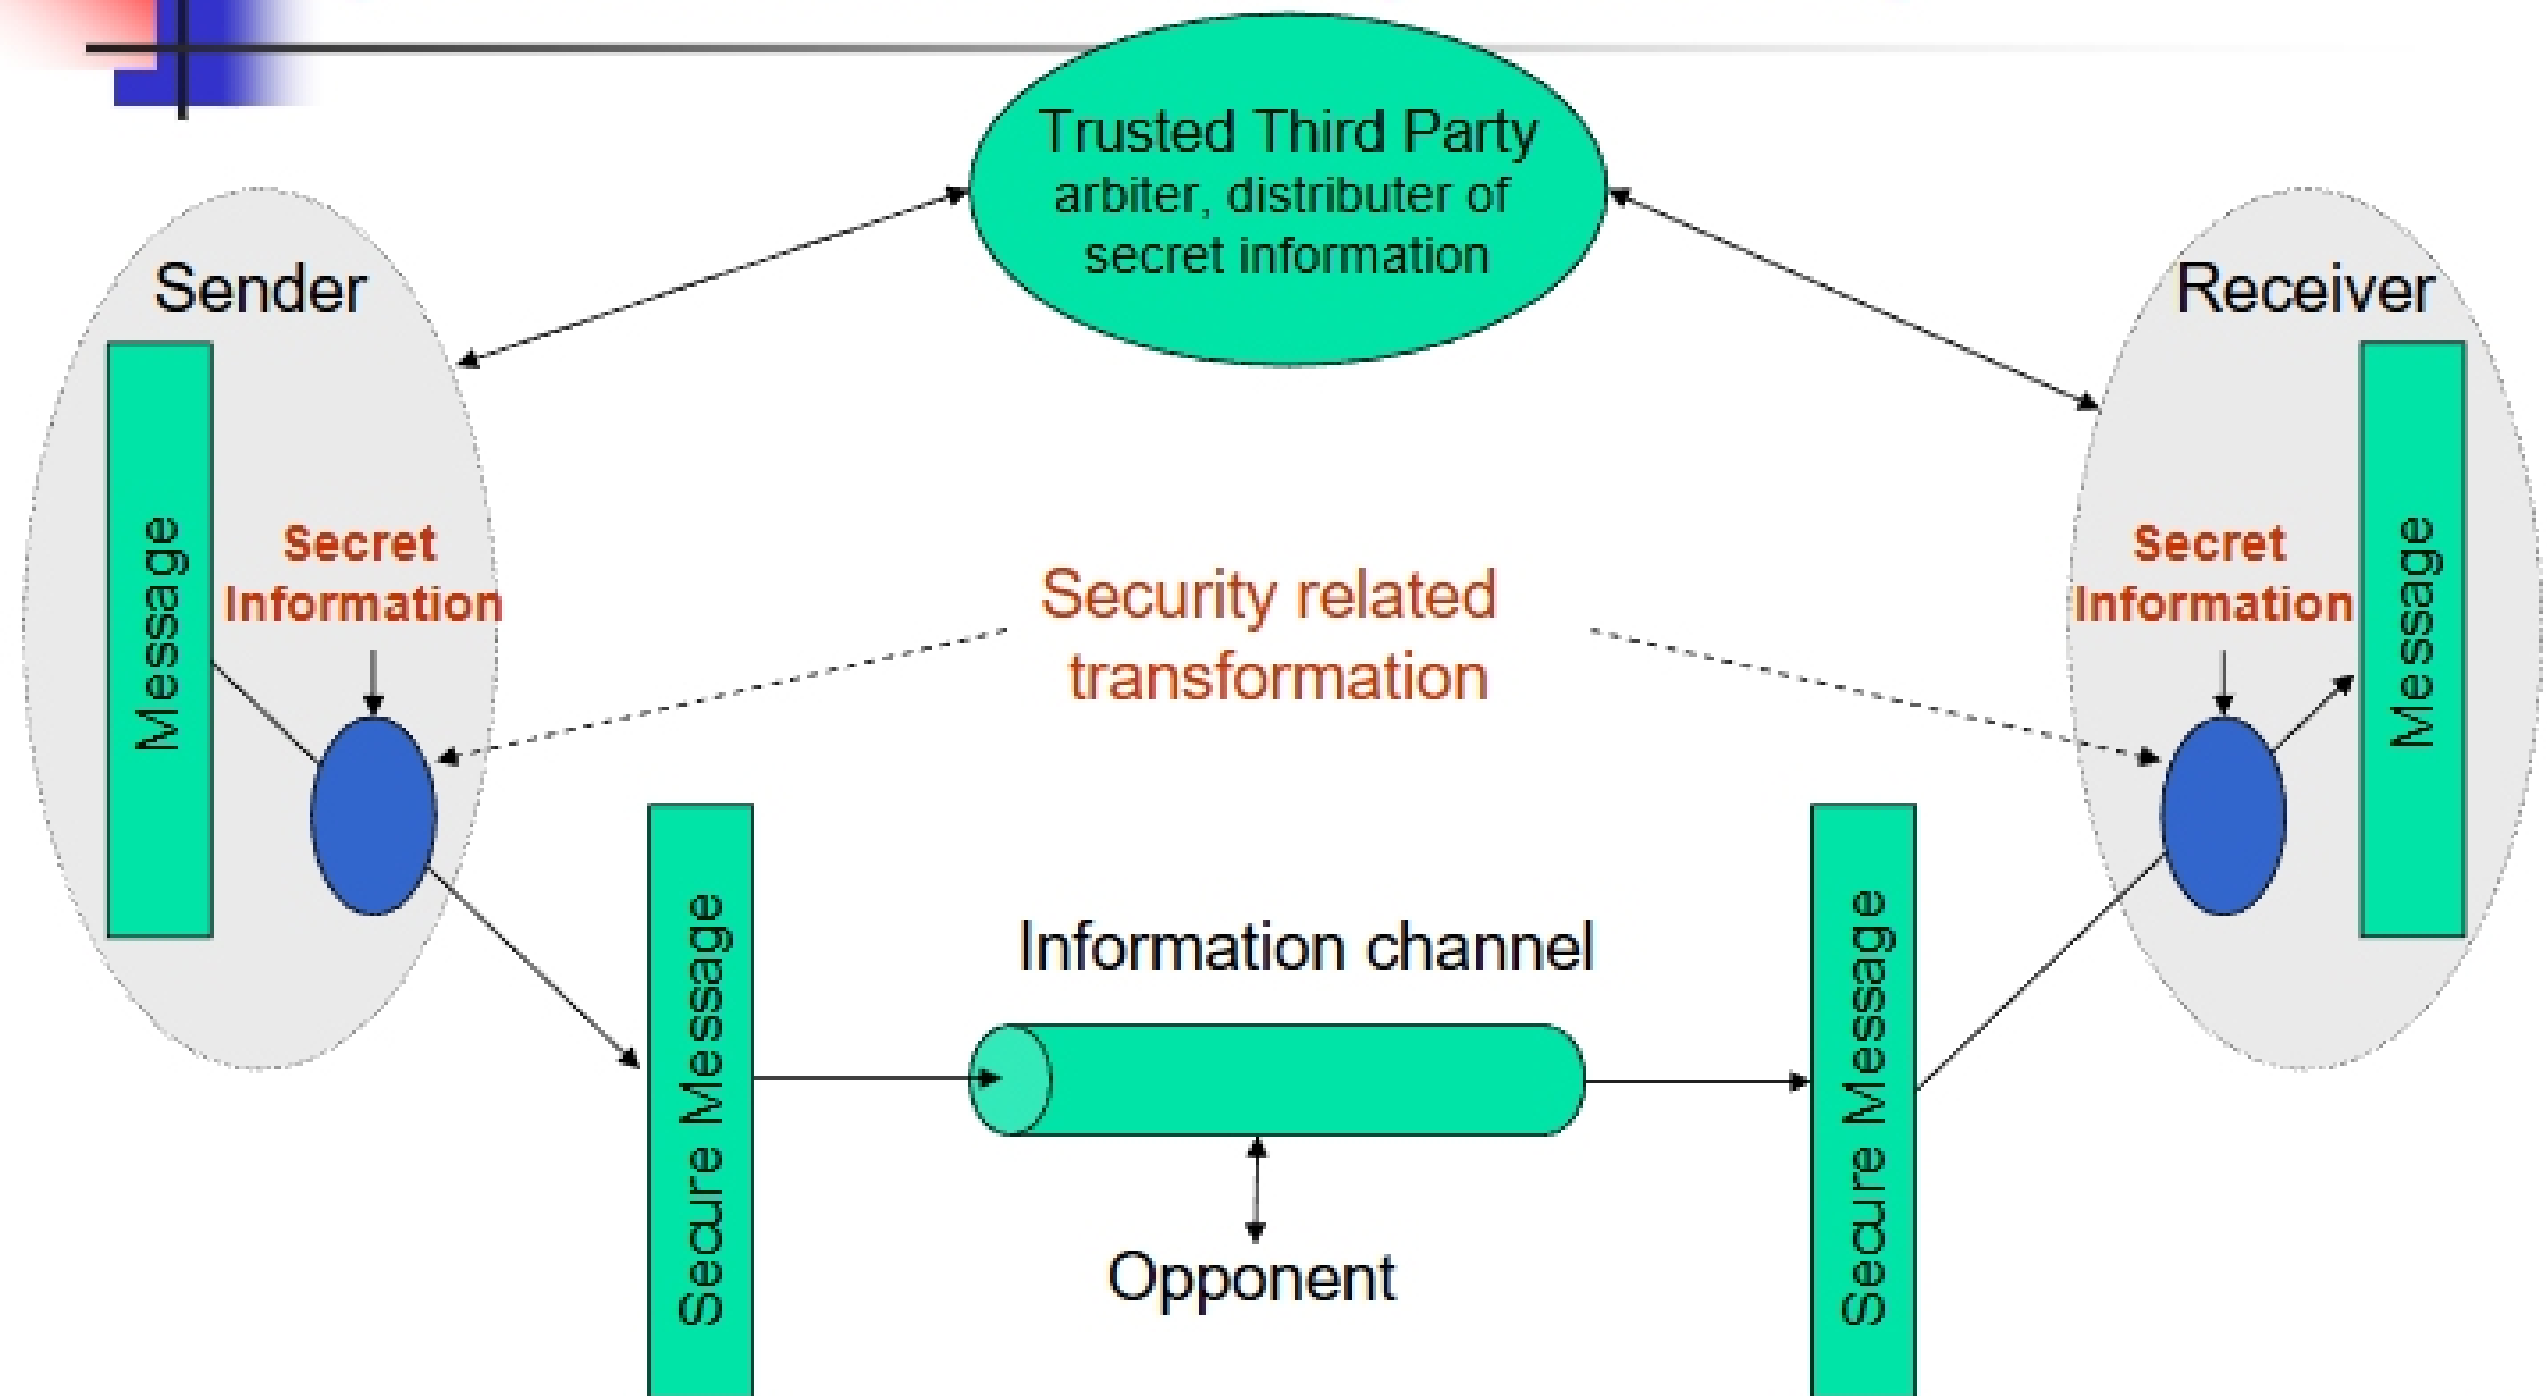 Trusted Third Party
arbiter, distributer of
secret information
Sender
Receiver
Message
Secret
Information
Security related
transformation
Secret
Information
Message
Secure Message
Information channel
Secure Message
Opponent